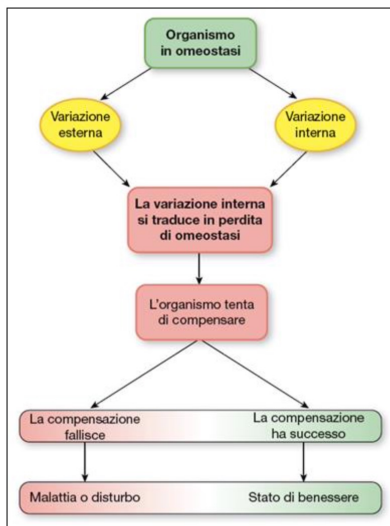 Organismo
in omeostasi
Variazione
esterna
Variazione
interna
La variazione interna
si traduce in perdita
di omeostasi
L'organismo tenta
di compensare
La compensazione
fallisce
La compensazione
ha successo
Malattia o disturbo
Stato di benessere